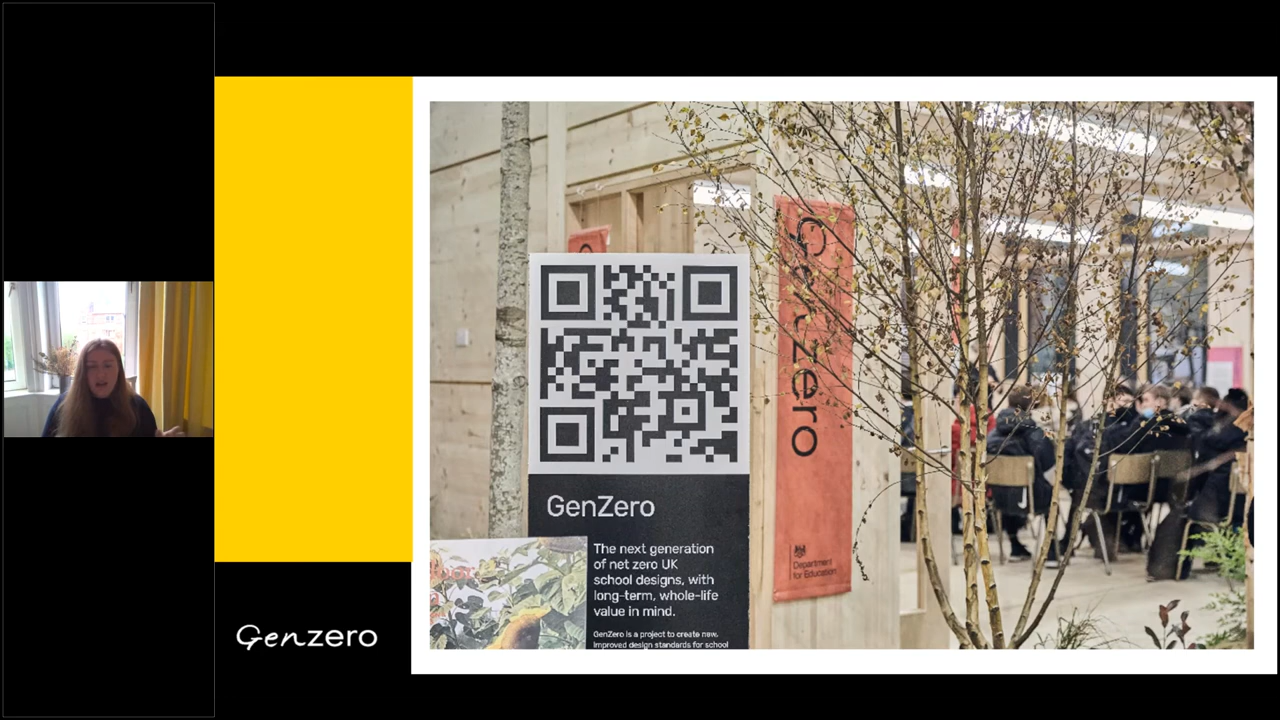 Genzero
GenZero
The next generation
of net zero UK
school designs, with
long-term, whole-life
value in mind.
GenZero is a project to create new,
improved design standards for school
Genzero
Department
for Education